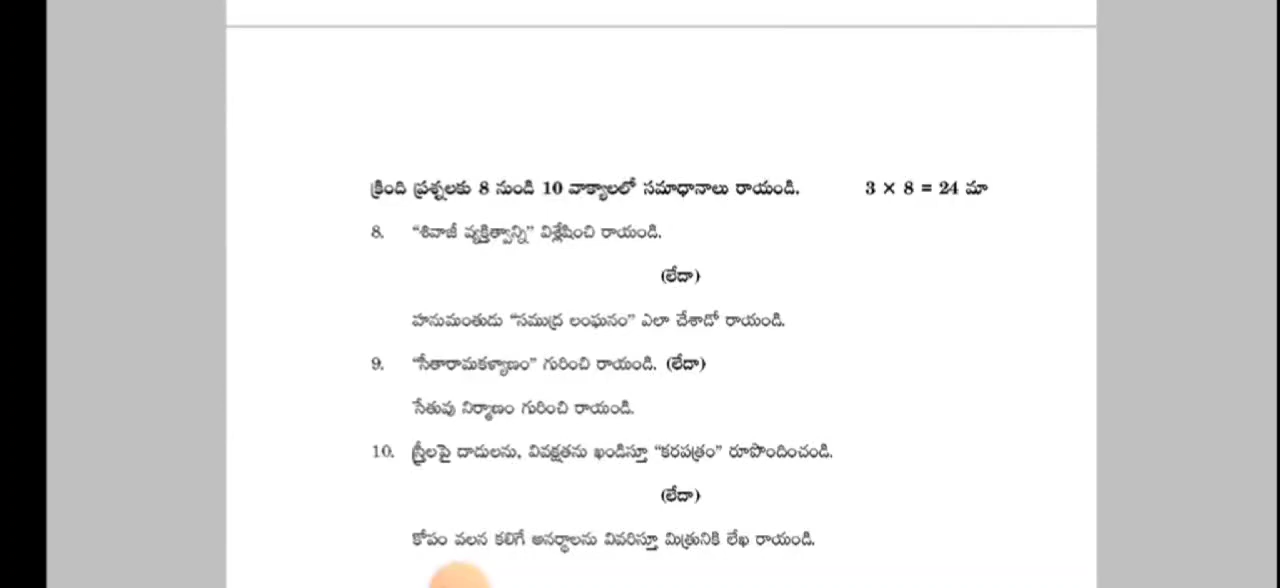 క్రింది ప్రశ్నలకు 8 నుండి 10 వాక్యాలలో సమాధానాలు రాయండి. 3 × 8 = 24 మా
8. "శివాజీ వ్యక్తిత్వాన్ని" విశ్లేషించి రాయండి.
(లేదా)
హనుమంతుడు "సముద్ర లంఘనం" ఎలా చేశాడో రాయండి.
9. "సీతారామకళ్యాణం" గురించి రాయండి. (లేదా)
సేతువు నిర్మాణం గురించి రాయండి.
10. స్త్రీలపై దాడులను, వివక్షతను ఖండిస్తూ "కరపత్రం" రూపొందించండి.
(లేదా)
కోపం వలన కలిగే అనర్థాలను వివరిస్తూ మిత్రునికి లేఖ రాయండి.